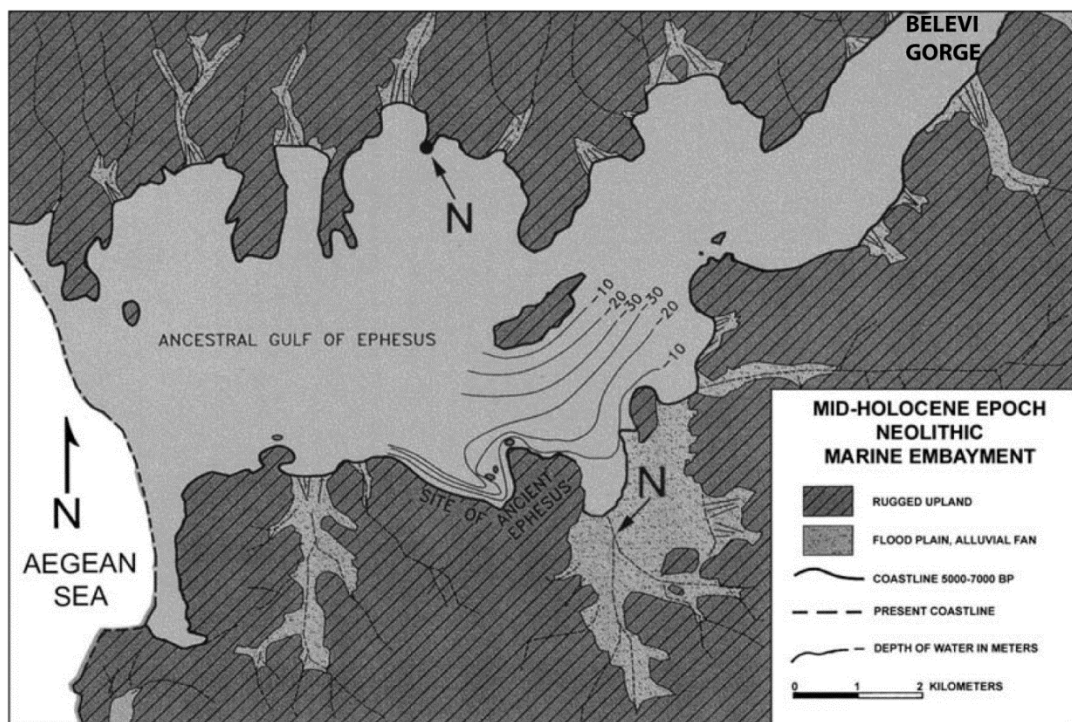 BELEVI
GORGE
N
-10
-20
-30
-30
-20
-10
ANCESTRAL GULF OF EPHESUS
SITE OF ANCIENT
EPHESUS
N
N
AEGEAN
SEA
MID-HOLOCENE EPOCH
NEOLITHIC
MARINE EMBAYMENT
RUGGED UPLAND
FLOOD PLAIN, ALLUVIAL FAN
COASTLINE 5000-7000 BP
PRESENT COASTLINE
DEPTH OF WATER IN METERS
0 1 2 KILOMETERS